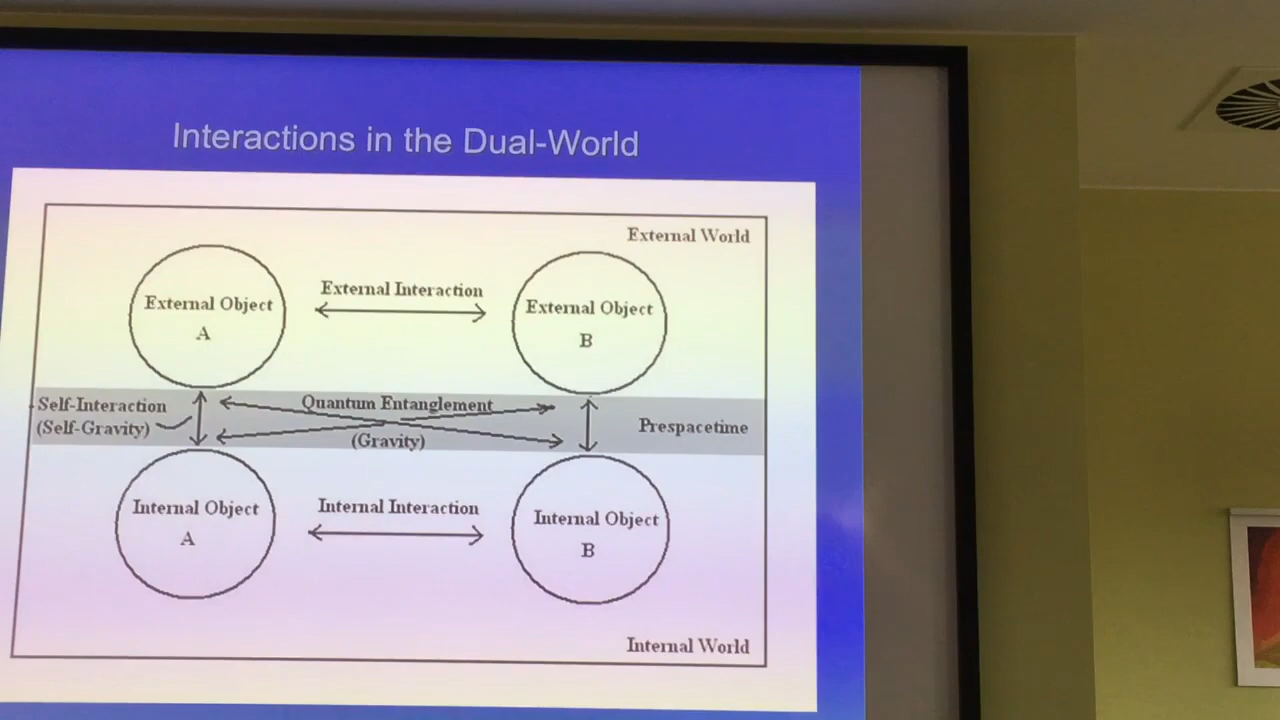 Interactions in the Dual-World
External World
External Object
A
External Interaction
External Object
B
Self-Interaction
(Self-Gravity)
Quantum Entanglement
(Gravity)
Prespacetime
Internal Object
A
Internal Interaction
Internal Object
B
Internal World